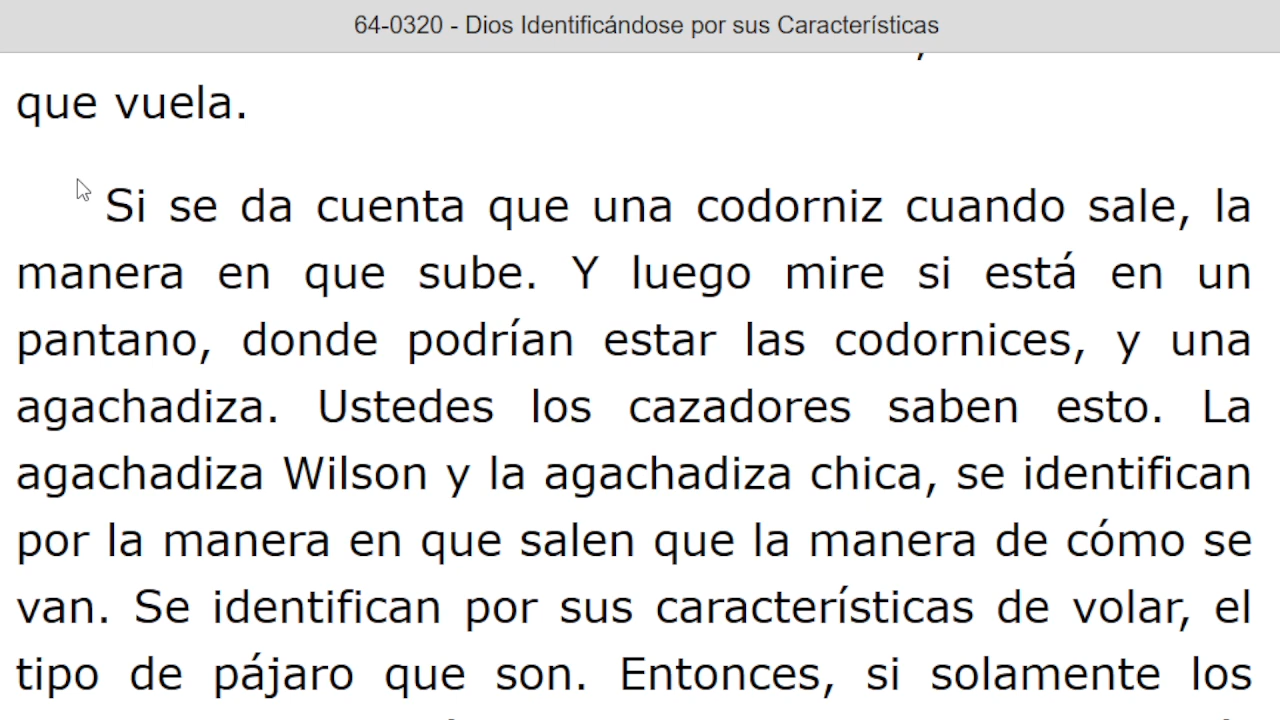 64-0320 - Dios Identificándose por sus Características
que vuela.
Si se da cuenta que una codorniz cuando sale, la
manera en que sube. Y luego mire si está en un
pantano, donde podrían estar las codornices, y una
agachadiza. Ustedes los cazadores saben esto. La
agachadiza Wilson y la agachadiza chica, se identifican
por la manera en que salen que la manera de cómo se
van. Se identifican por sus características de volar, el
tipo de pájaro que son. Entonces, si solamente los